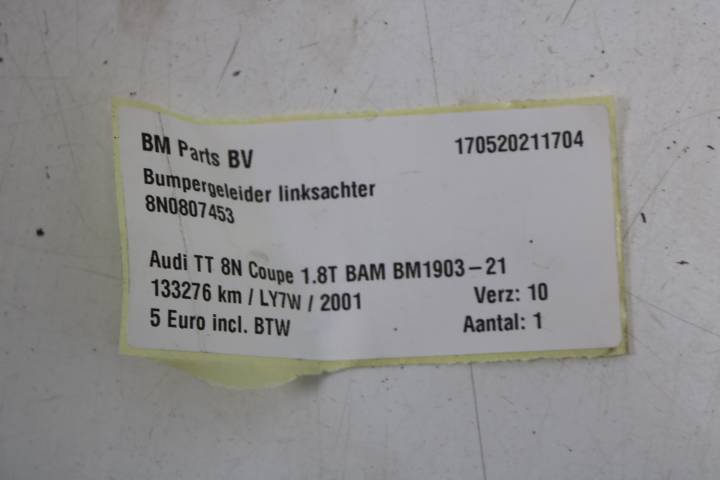 BM Parts BV 170520211704
Bumpergeleider linksachter
8N0807453
Audi TT 8N Coupe 1.8T BAM BM1903-21
133276 km / LY7W / 2001 Verz: 10
5 Euro incl. BTW Aantal: 1